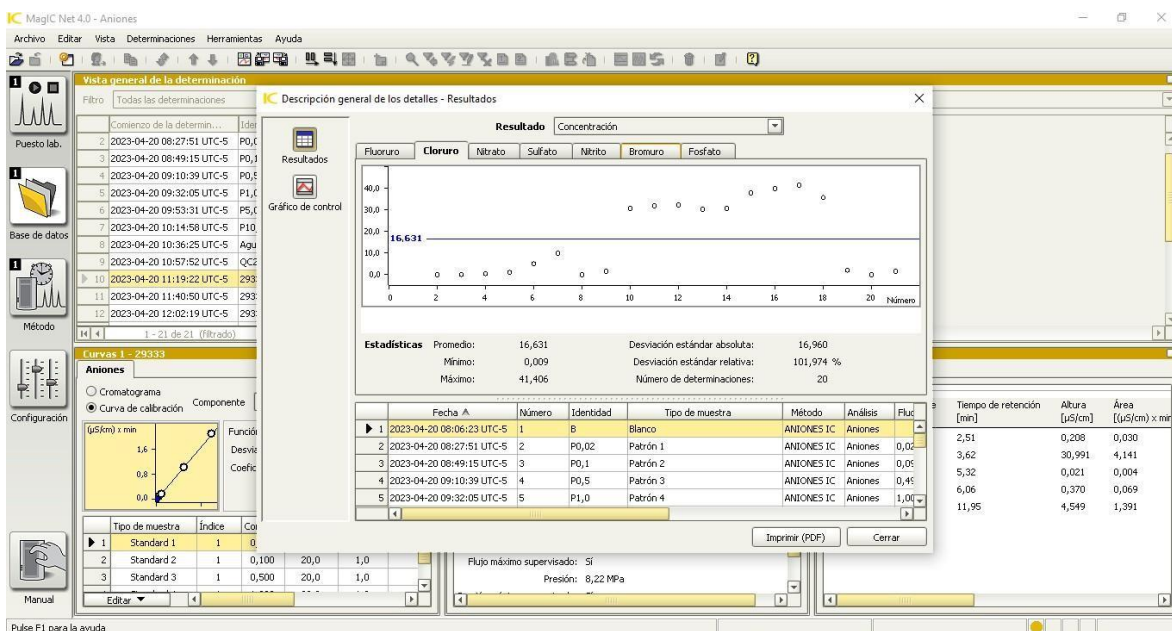 MagIC Net 4.0 - Aniones
Archivo Editar Vista Determinaciones Herramientas Ayuda
Vista general de la determinación
Filtro Todas las determinaciones
Comienzo de la determin...
2 2023-04-20 08:27:51 UTC-5
3 2023-04-20 08:49:15 UTC-5
4 2023-04-20 09:10:39 UTC-5
5 2023-04-20 09:32:05 UTC-5
6 2023-04-20 09:53:31 UTC-5
7 2023-04-20 10:14:58 UTC-5 P10
8 2023-04-20 10:36:25 UTC-5 Agu
9 2023-04-20 10:57:52 UTC-5 QC2
10 2023-04-20 11:19:22 UTC-5 293
11 2023-04-20 11:40:50 UTC-5 293
12 2023-04-20 12:02:19 UTC-5 293
1 - 21 de 21 (filtrado)
1
Puesto lab.
1
Base de datos
1
Método
Configuración
Manual
Descripción general de los detalles - Resultados
Resultados
Gráfico de control
Resultado Concentración
Fluoruro Cloruro Nitrato Sulfato Nitrito Bromuro Fosfato
40,0
30,0
20,0
16,631
10,0
0,0
0 2 4 6 8 10 12 14 16 18 20 Número
Estadísticas Promedio: 16,631 Desviación estándar absoluta: 16,960
Mínimo: 0,009 Desviación estándar relativa: 101,974 %
Máximo: 41,406 Número de determinaciones: 20
Fecha Número Identidad Tipo de muestra Método Análisis Fluo
1 2023-04-20 08:06:23 UTC-5 1 B Blanco ANIONES IC Aniones
2 2023-04-20 08:27:51 UTC-5 2 P0,02 Patrón 1 ANIONES IC Aniones 0,02
3 2023-04-20 08:49:15 UTC-5 3 P0,1 Patrón 2 ANIONES IC Aniones 0,09
4 2023-04-20 09:10:39 UTC-5 4 P0,5 Patrón 3 ANIONES IC Aniones 0,49
5 2023-04-20 09:32:05 UTC-5 5 P1,0 Patrón 4 ANIONES IC Aniones 1,00
Imprimir (PDF) Cerrar
Curvas 1 - 29333
Aniones
Cromatograma
Curva de calibración
Componente
(µS/cm) x min
1,6
0,8
0,0
Funció
Desvia
Coefic
Tipo de muestra Índice Co
1 Standard 1 1 0
2 Standard 2 1 0,100 20,0 1,0
3 Standard 3 1 0,500 20,0 1,0
Editar
Flujo máximo supervisado: Sí
Presión: 8,22 MPa
Tiempo de retención Altura Área
[min] [µS/cm] [(µS/cm) x min
2,51 0,208 0,030
3,62 30,991 4,141
5,32 0,021 0,004
6,06 0,370 0,069
11,95 4,549 1,391
Pulse F1 para la ayuda